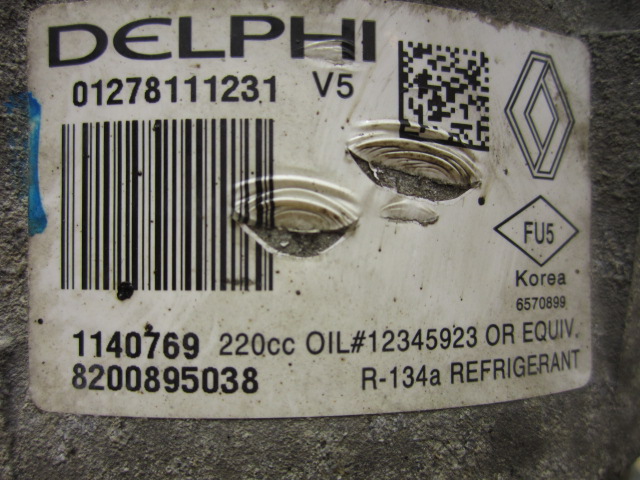 DELPHI
01278111231 V5
FU5
Korea
6570899
1140769 220cc OIL#12345923 OR EQUIV.
8200895038 R-134a REFRIGERANT